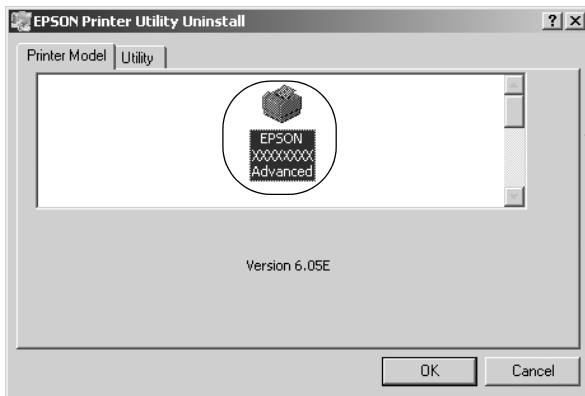 EPSON Printer Utility Uninstall
Printer Model Utility
EPSON
XXXXXXXX
Advanced
Version 6.05E
OK Cancel